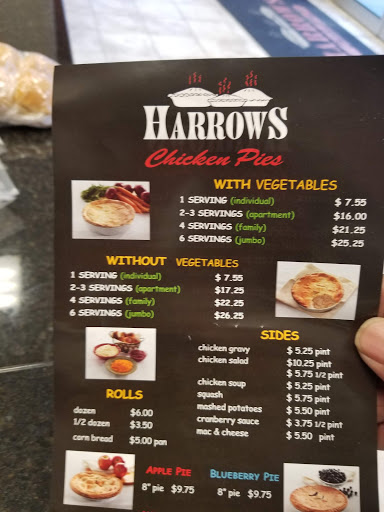 HARROWS
Chicken Pies
WITH VEGETABLES
1 SERVING (individual) $ 7.55
2-3 SERVINGS (apartment) $16.00
4 SERVINGS (family) $21.25
6 SERVINGS (jumbo) $25.25
WITHOUT VEGETABLES
1 SERVING (individual) $ 7.55
2-3 SERVINGS (apartment) $17.25
4 SERVINGS (family) $22.25
6 SERVINGS (jumbo) $26.25
SIDES
chicken gravy $ 5.25 pint
chicken salad $10.25 pint
$ 5.75 1/2 pint
chicken soup $ 5.25 pint
squash $ 5.75 pint
mashed potatoes $ 5.50 pint
cranberry sauce $ 3.75 1/2 pint
mac & cheese $ 5.50 pint
ROLLS
dozen $6.00
1/2 dozen $3.50
corn bread $5.00 pan
APPLE PIE
8" pie $9.75
BLUEBERRY PIE
8" pie $9.75